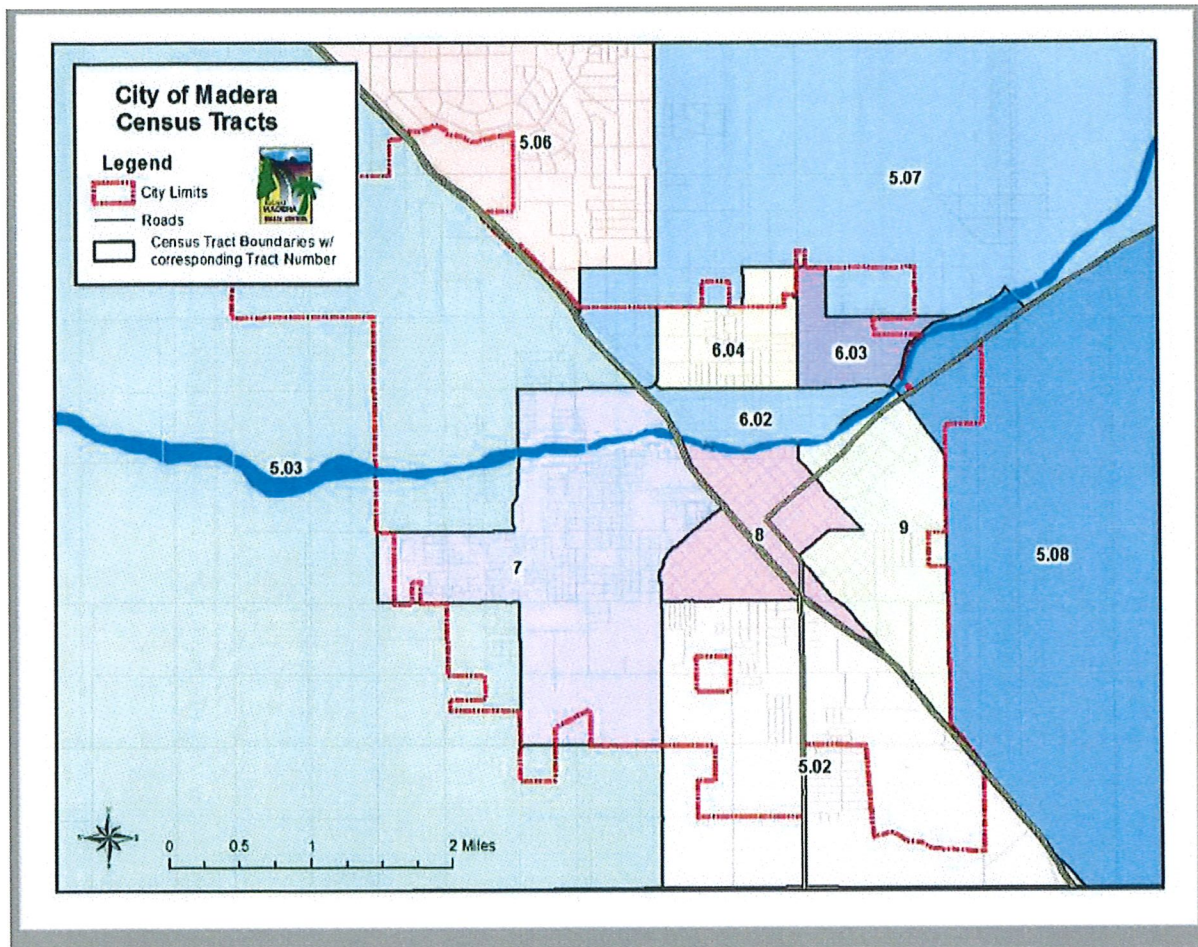 City of Madera
Census Tracts
Legend
City Limits
Roads
Census Tract Boundaries w/
corresponding Tract Number
MADERA
5.06
5.07
6.04
6.03
6.02
5.03
8
9
7
5.08
5.02
0 0.5 1 2 Miles